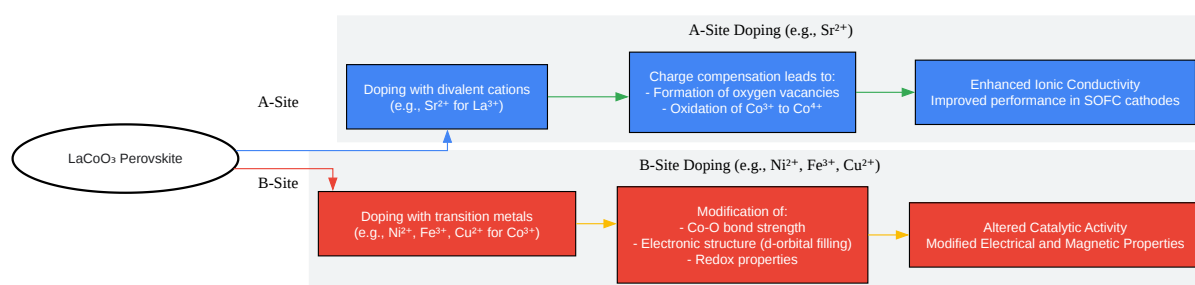 A-Site Doping (e.g., Sr²⁺)
A-Site
Doping with divalent cations
(e.g., Sr²⁺ for La³⁺)
Charge compensation leads to:
- Formation of oxygen vacancies
- Oxidation of Co³⁺ to Co⁴⁺
Enhanced Ionic Conductivity
Improved performance in SOFC cathodes
LaCoO₃ Perovskite
B-Site
B-Site Doping (e.g., Ni²⁺, Fe³⁺, Cu²⁺)
Doping with transition metals
(e.g., Ni²⁺, Fe³⁺, Cu²⁺ for Co³⁺)
Modification of:
- Co-O bond strength
- Electronic structure (d-orbital filling)
- Redox properties
Altered Catalytic Activity
Modified Electrical and Magnetic Properties